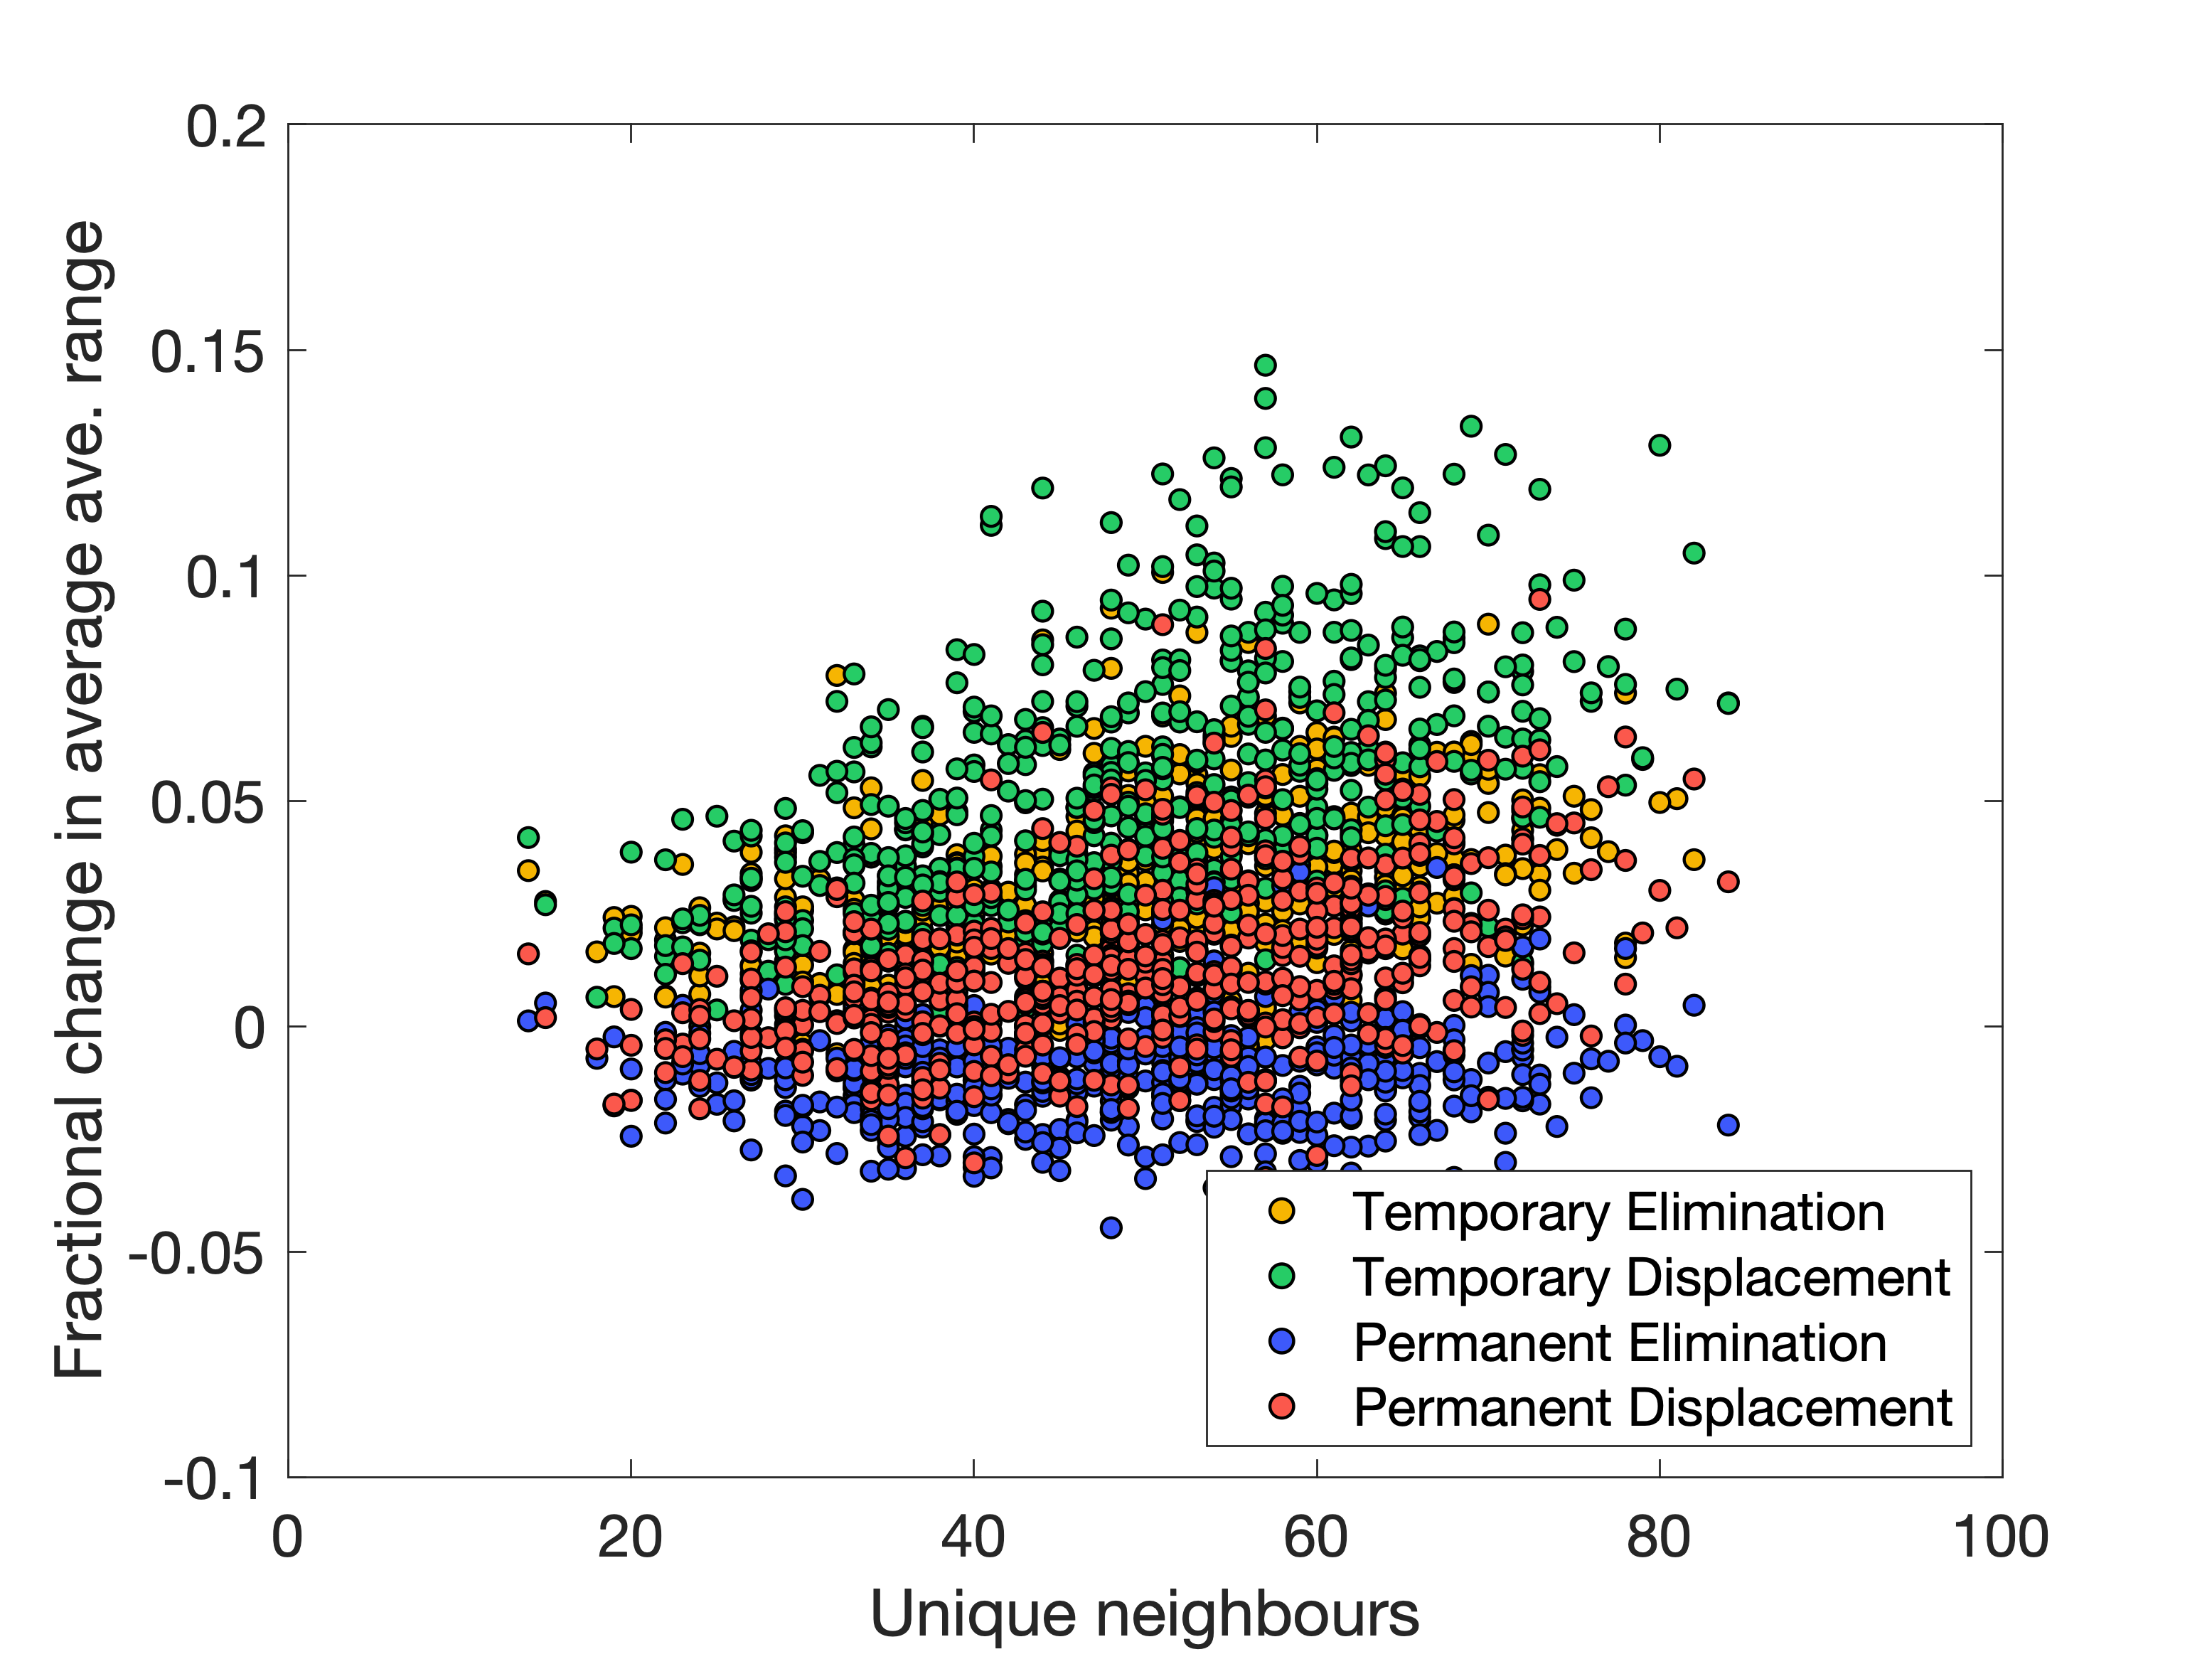 Fractional change in average ave. range
0.2
0.15
0.1
0.05
0
-0.05
-0.1
Temporary Elimination
Temporary Displacement
Permanent Elimination
Permanent Displacement
0 20 40 60 80 100
Unique neighbours